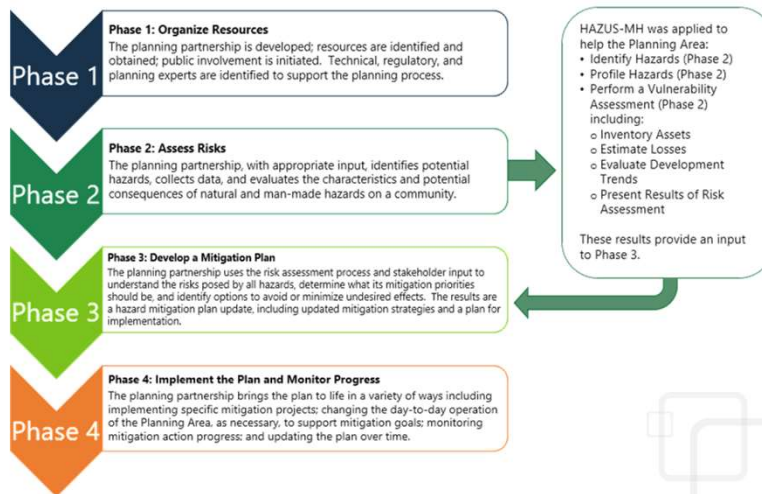 Phase 1
Phase 1: Organize Resources
The planning partnership is developed; resources are identified and
obtained; public involvement is initiated. Technical, regulatory, and
planning experts are identified to support the planning process.
Phase 2
Phase 2: Assess Risks
The planning partnership, with appropriate input, identifies potential
hazards, collects data, and evaluates the characteristics and potential
consequences of natural and man-made hazards on a community.
Phase 3
Phase 3: Develop a Mitigation Plan
The planning partnership uses the risk assessment process and stakeholder input to
understand the risks posed by all hazards, determine what its mitigation priorities
should be, and identify options to avoid or minimize undesired effects. The results are
a hazard mitigation plan update, including updated mitigation strategies and a plan for
implementation.
Phase 4
Phase 4: Implement the Plan and Monitor Progress
The planning partnership brings the plan to life in a variety of ways including
implementing specific mitigation projects; changing the day-to-day operation
of the Planning Area, as necessary, to support mitigation goals; monitoring
mitigation action progress; and updating the plan over time.
HAZUS-MH was applied to
help the Planning Area:
• Identify Hazards (Phase 2)
• Profile Hazards (Phase 2)
• Perform a Vulnerability
Assessment (Phase 2)
including:
o Inventory Assets
o Estimate Losses
o Evaluate Development
Trends
o Present Results of Risk
Assessment
These results provide an input
to Phase 3.